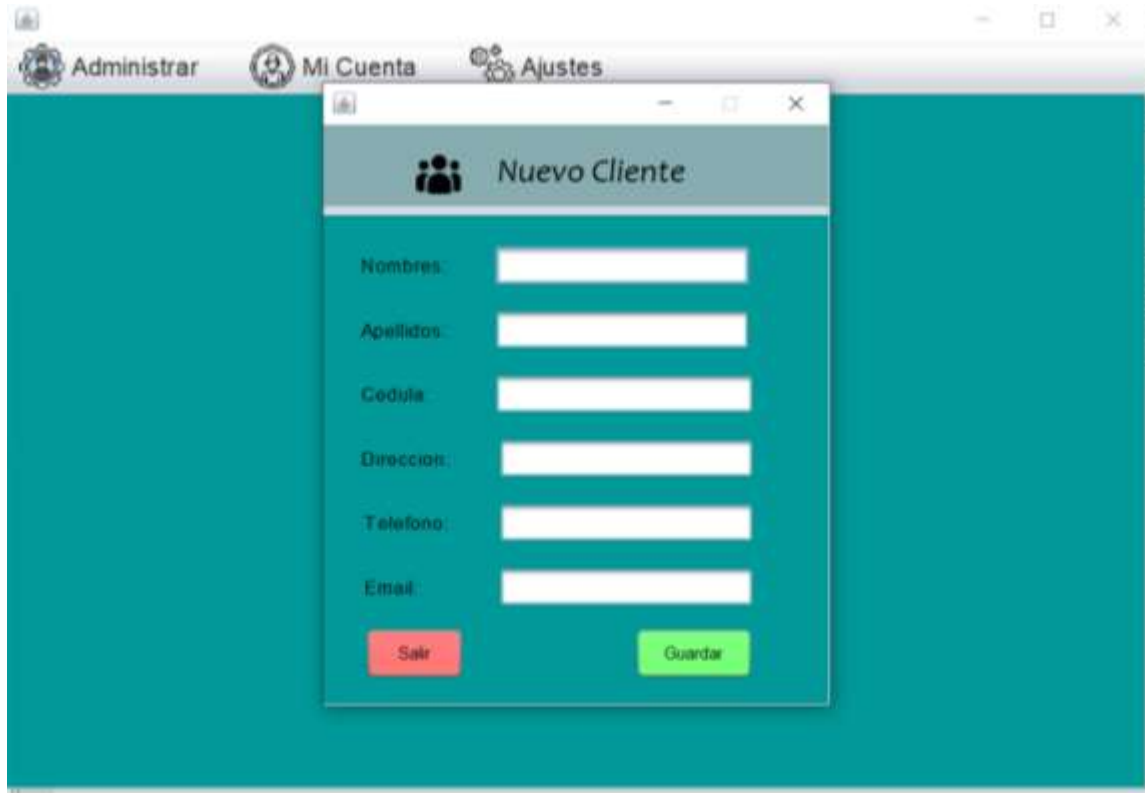 Administrar Mi Cuenta Ajustes
Nuevo Cliente
Nombres:
Apellidos:
Cedula:
Direccion:
Telefono:
Email:
Salir Guardar